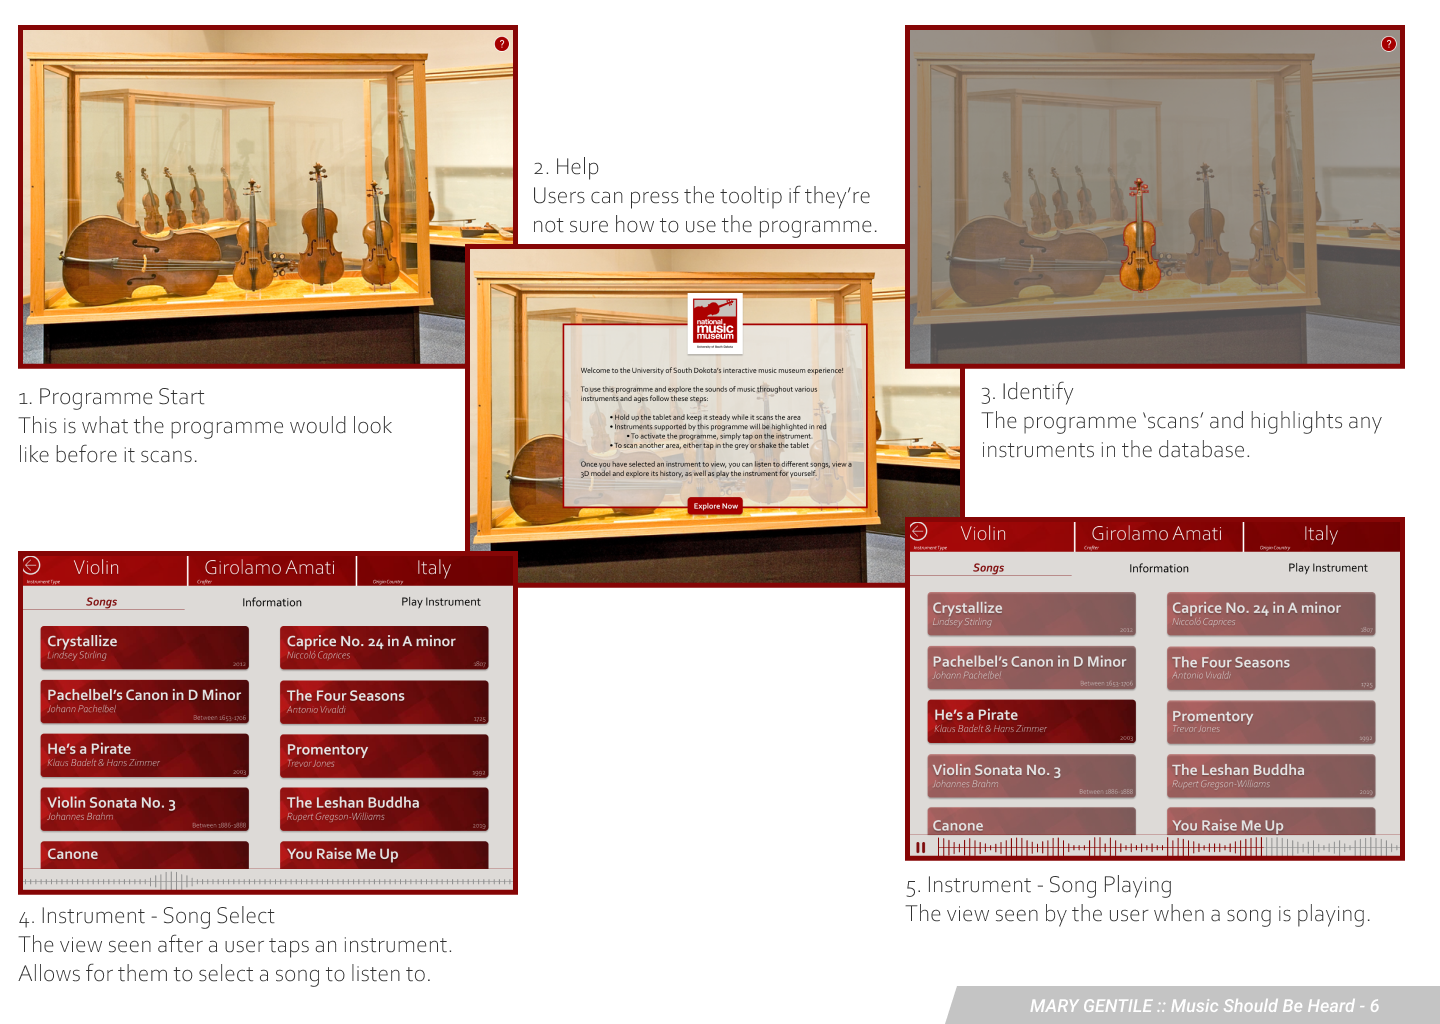 ?
1. Programme Start
This is what the programme would look
like before it scans.
2. Help
Users can press the tooltip if they're
not sure how to use the programme.
national
music
museum
University of South Dakota
Welcome to the University of South Dokota's interactive music museum experience!
To use this programme and explore the sounds of music throughout various
instruments and ages follow these steps:
• Hold up the tablet and keep it steady while it scans the area
• Instruments supported by this programme will be highlighted in red
• To activate the programme, simply tap on the instrument.
• To scan another area, either tap in the grey or shake the tablet
Once you have selected an instrument to view, you can listen to different songs, view a
3D model and explore its history, as well as play the instrument for yourself.
Explore Now
?
3. Identify
The programme ‘scans’ and highlights any
instruments in the database.
Violin Girolamo Amati Italy
Instrument Type Crafter Origin Country
Songs Information Play Instrument
Crystallize
Lindsey Stirling
2012
Caprice No. 24 in A minor
Niccoló Caprices
1807
Pachelbel's Canon in D Minor
Johann Pachelbel
Between 1653-1706
The Four Seasons
Antonio Vivaldi
1725
He's a Pirate
Klaus Badelt & Hans Zimmer
2003
Promentory
Trevor Jones
1992
Violin Sonata No. 3
Johannes Brahm
Between 1886-1888
The Leshan Buddha
Rupert Gregson-Williams
2019
Canone
You Raise Me Up
4. Instrument - Song Select
The view seen after a user taps an instrument.
Allows for them to select a song to listen to.
Violin Girolamo Amati Italy
Instrument Type Crafter Origin Country
Songs Information Play Instrument
Crystallize
Lindsey Stirling
2012
Caprice No. 24 in A minor
Niccoló Caprices
1807
Pachelbel's Canon in D Minor
Johann Pachelbel
Between 1653-1706
The Four Seasons
Antonio Vivaldi
1725
He's a Pirate
Klaus Badelt & Hans Zimmer
2003
Promentory
Trevor Jones
1992
Violin Sonata No. 3
Johannes Brahm
Between 1886-1888
The Leshan Buddha
Rupert Gregson-Williams
2019
Canone
You Raise Me Up
5. Instrument - Song Playing
The view seen by the user when a song is playing.
MARY GENTILE :: Music Should Be Heard - 6